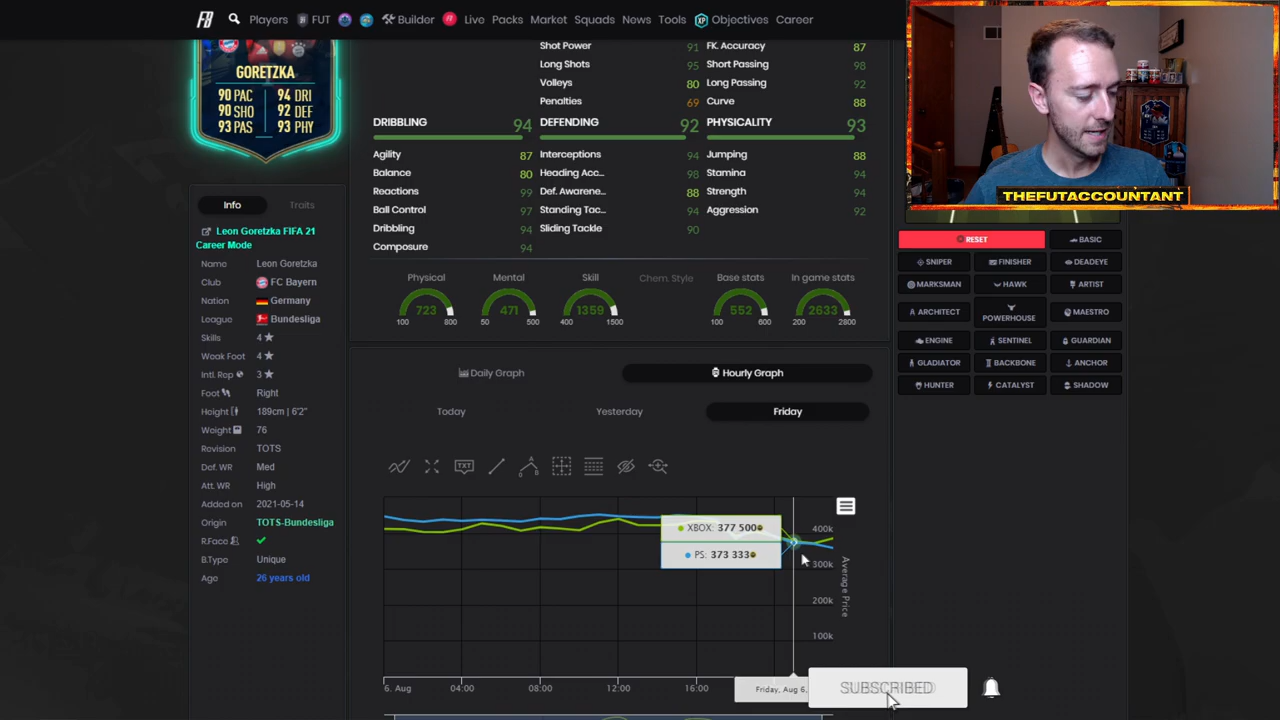 FB Players FUT Builder Live Packs Market Squads News Tools XP Objectives Career
GORETZKA
90 PAC 94 DRI
90 SHO 92 DEF
93 PAS 93 PHY
Shot Power 91 FK. Accuracy 87
Long Shots 95 Short Passing 98
Volleys 80 Long Passing 92
Penalties 69 Curve 88
DRIBBLING 94 DEFENDING 92 PHYSICALITY 93
Agility 87 Interceptions 94 Jumping 88
Balance 80 Heading Acc... 98 Stamina 94
Reactions 99 Def. Awarene... 88 Strength 94
Ball Control 97 Standing Tac... 94 Aggression 92
Dribbling 94 Sliding Tackle 90
Composure 94
Physical Mental Skill Chem. Style Base stats In game stats
723 471 1359 552 2633
100 800 50 500 400 1500 100 600 200 2800
Info Traits
Leon Goretzka FIFA 21
Career Mode
Name Leon Goretzka
Club FC Bayern
Nation Germany
League Bundesliga
Skills 4★
Weak Foot 4★
Intl. Rep 3★
Foot Right
Height 189cm | 6'2"
Weight 76
Revision TOTS
Def. WR Med
Att. WR High
Added on 2021-05-14
Origin TOTS-Bundesliga
R.Face
B.Type Unique
Age 26 years old
Daily Graph Hourly Graph
Today Yesterday Friday
TXT
XBOX: 377 500
PS: 373 333
400k
300k
200k
100k
Average Price
6. Aug 04:00 08:00 12:00 16:00
Friday, Aug 6,
SUBSCRIBED
THEFUTACCOUNTANT
RESET BASIC
SNIPER FINISHER DEADEYE
MARKSMAN HAWK ARTIST
ARCHITECT POWERHOUSE MAESTRO
ENGINE SENTINEL GUARDIAN
GLADIATOR BACKBONE ANCHOR
HUNTER CATALYST SHADOW